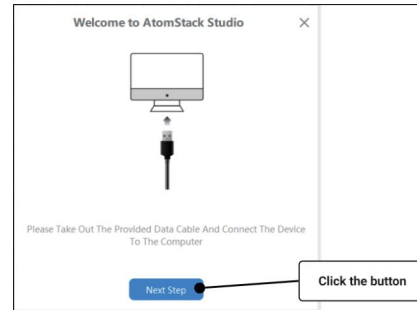 Welcome to AtomStack Studio
Please Take Out The Provided Data Cable And Connect The Device
To The Computer
Next Step
Click the button